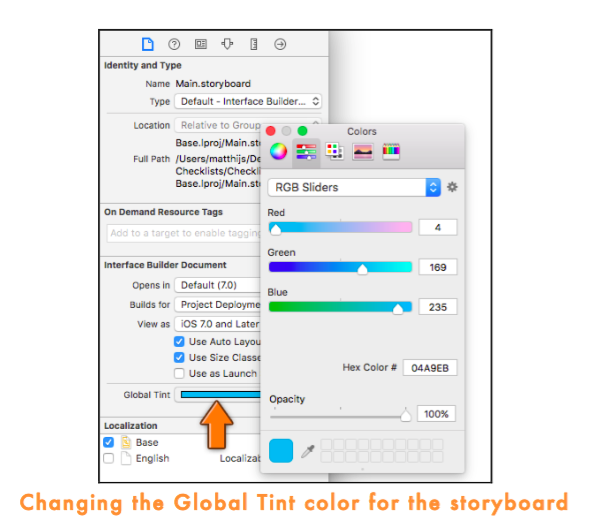 Identity and Type
Name Main.storyboard
Type Default - Interface Builder...
Location Relative to Group
Base.lproj/Main.st
Full Path /Users/matthijs/De
Checklists/Checkl
Base.lproj/Main.st
On Demand Resource Tags
Add to a target to enable tagging
Interface Builder Document
Opens in Default (7.0)
Builds for Project Deployme
View as iOS 7.0 and Later
Use Auto Layou
Use Size Classe
Use as Launch
Global Tint
Localization
Base
English Localizab
Colors
RGB Sliders
Red
4
Green
169
Blue
235
Hex Color # 04A9EB
Opacity
100%
Changing the Global Tint color for the storyboard